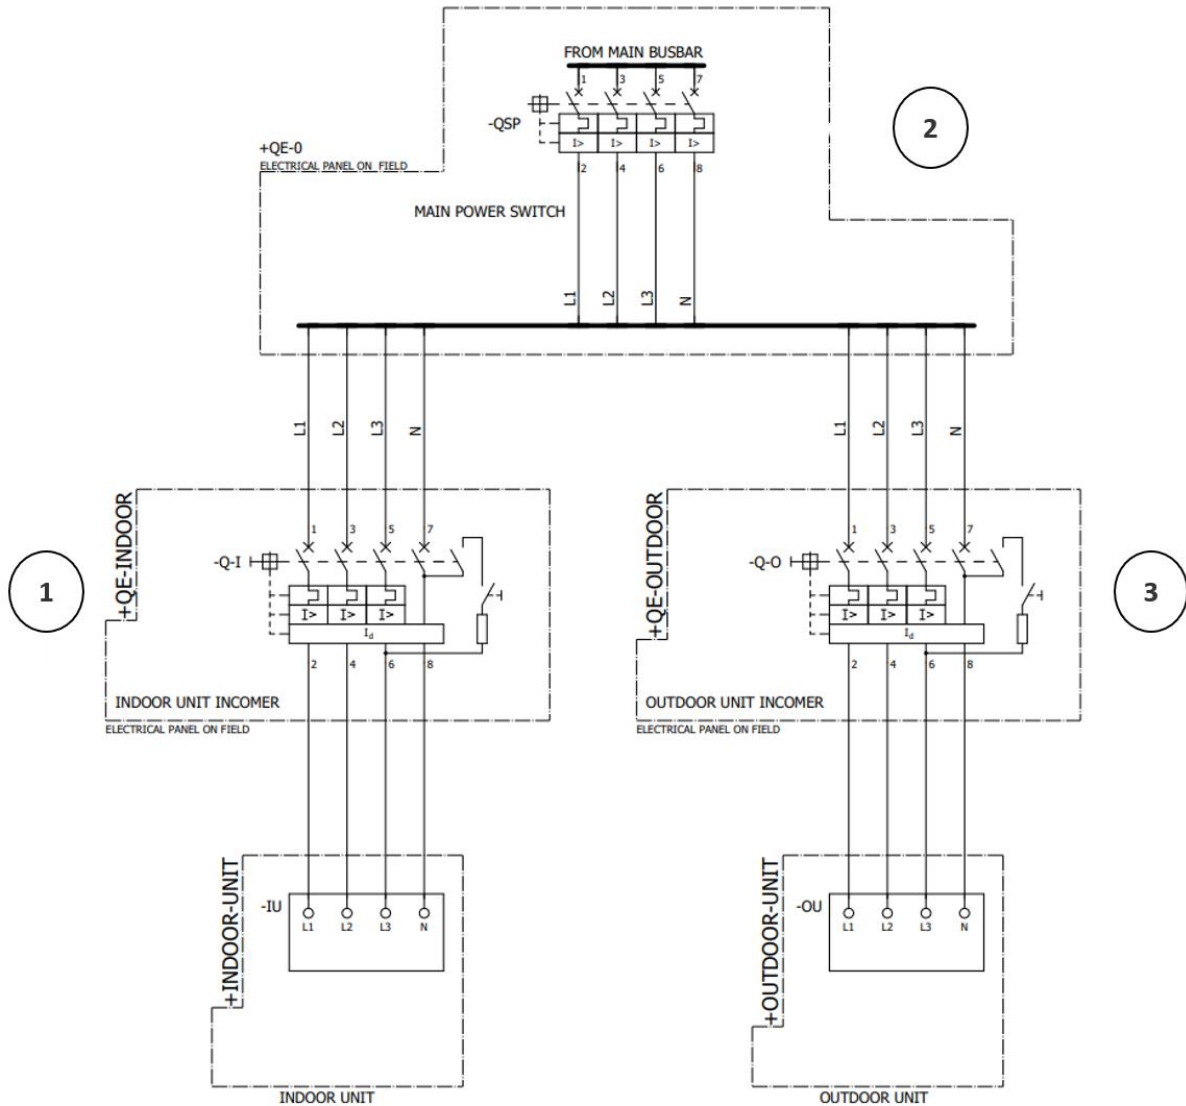 FROM MAIN BUSBAR
1 3 5 7
-QSP
I> I> I> I>
2 4 6 8
2
+QE-0
ELECTRICAL PANEL ON FIELD
MAIN POWER SWITCH
L1 L2 L3 N
L1 L2 L3 N
L1 L2 L3 N
1
+QE-INDOOR
1 3 5 7
-Q-I
I> I> I>
Id
2 4 6 8
INDOOR UNIT INCOMER
ELECTRICAL PANEL ON FIELD
+QE-OUTDOOR
1 3 5 7
-Q-O
I> I> I>
Id
2 4 6 8
OUTDOOR UNIT INCOMER
ELECTRICAL PANEL ON FIELD
3
+INDOOR-UNIT
-IU
L1 L2 L3 N
INDOOR UNIT
+OUTDOOR-UNIT
-OU
L1 L2 L3 N
OUTDOOR UNIT